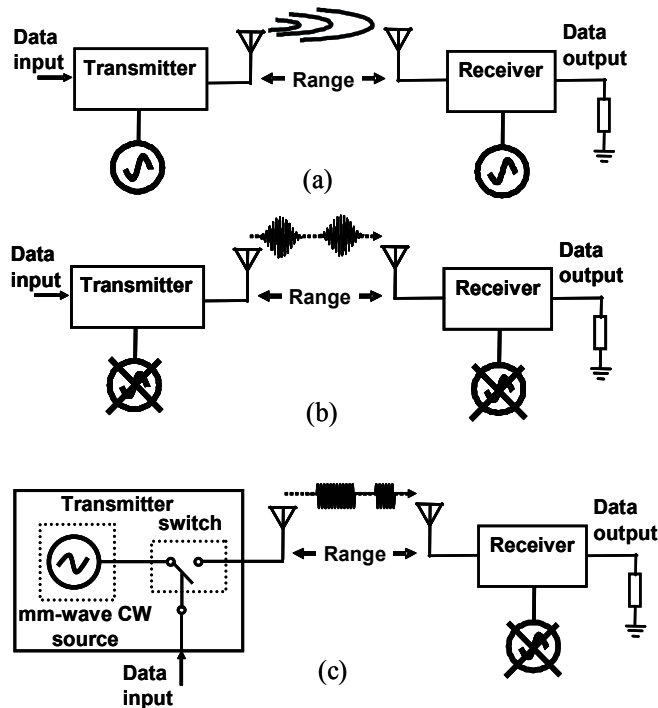 Data
input
Transmitter
Range
Receiver
Data
output
(a)
Data
input
Transmitter
Range
Receiver
Data
output
(b)
Transmitter
switch
mm-wave CW
source
Data
input
Range
Receiver
Data
output
(c)